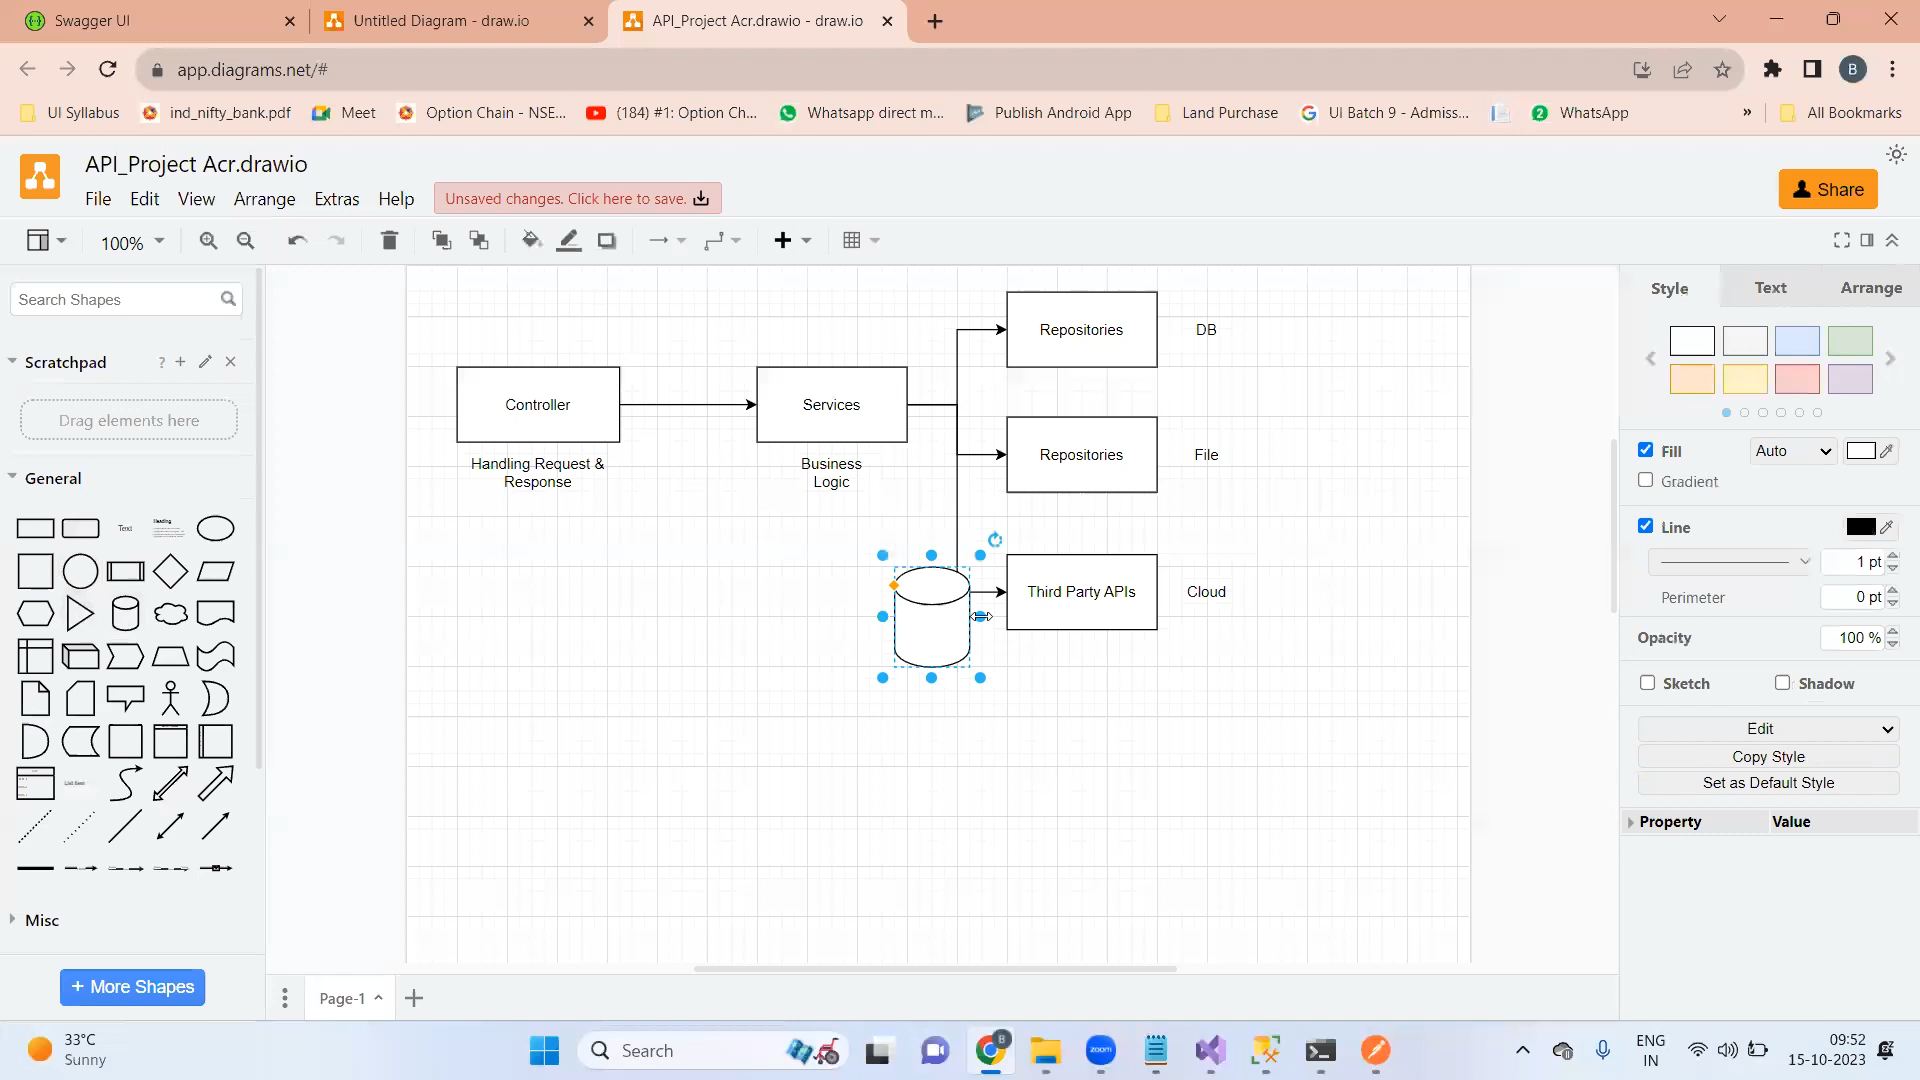 Swagger UI
Untitled Diagram - draw.io
API_Project Acr.drawio - draw.io
app.diagrams.net/#
B
UI Syllabus
ind_nifty_bank.pdf
Meet
Option Chain - NSE...
(184) #1: Option Ch...
Whatsapp direct m...
Publish Android App
Land Purchase
UI Batch 9 - Admiss...
2
WhatsApp
»
All Bookmarks
API_Project Acr.drawio
File
Edit
View
Arrange
Extras
Help
Unsaved changes. Click here to save.
Share
100%
Search Shapes
Scratchpad
?
Drag elements here
General
Text
Heading
List Item
Misc
+ More Shapes
Controller
Handling Request &
Response
Services
Business
Logic
Repositories
DB
Repositories
File
Third Party APIs
Cloud
Style
Text
Arrange
Fill
Auto
Gradient
Line
1 pt
Perimeter
0 pt
Opacity
100 %
Sketch
Shadow
Edit
Copy Style
Set as Default Style
Property
Value
Page-1
33°C
Sunny
Search
B
zoom
ENG
IN
09:52
15-10-2023